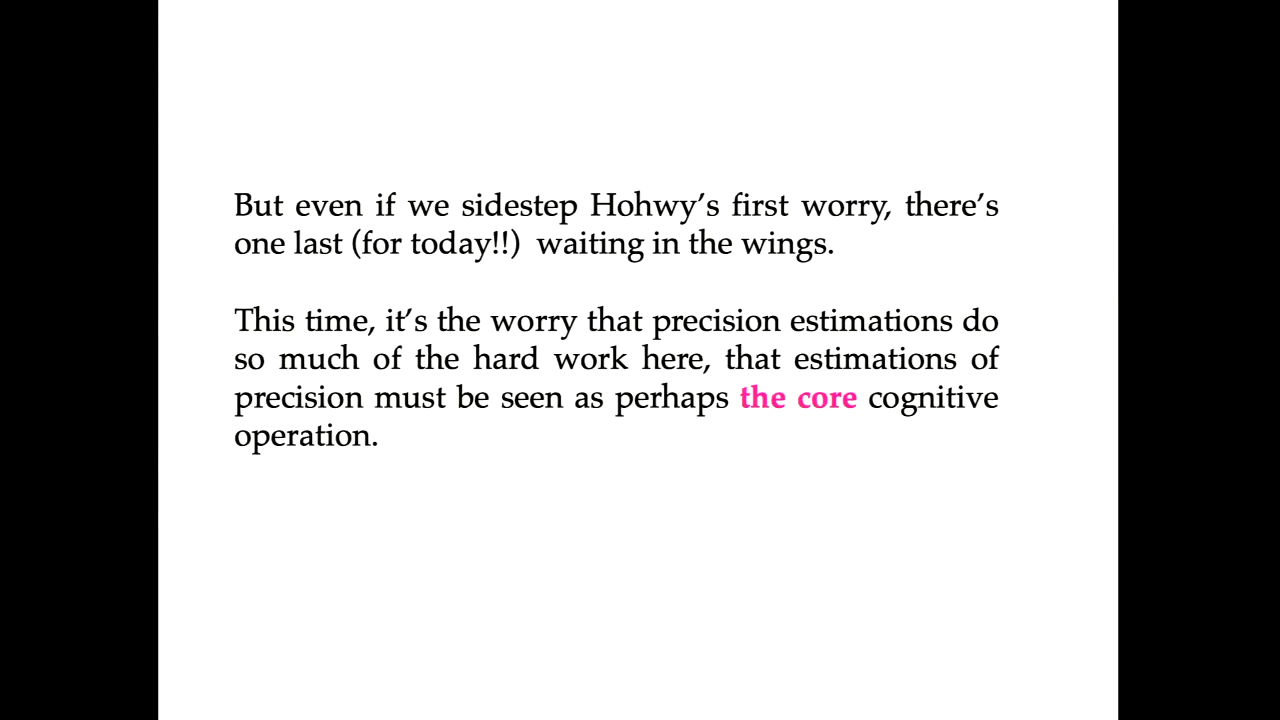 But even if we sidestep Hohwy’s first worry, there’s
one last (for today!!)  waiting in the wings.
This time, it’s the worry that precision estimations do
so much of the hard work here, that estimations of
precision must be seen as perhaps the core cognitive
operation.